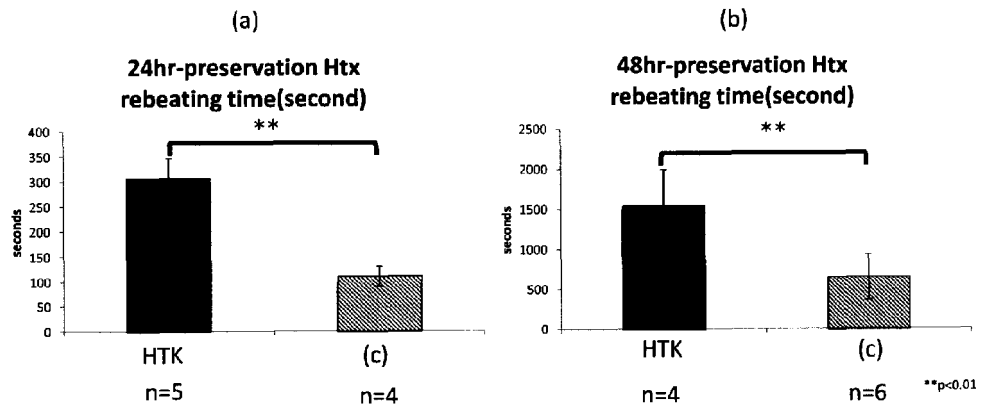 (a)
24hr-preservation Htx
rebeating time(second)
**
400
350
300
250
200
150
100
50
0
seconds
HTK
(c)
n=5
n=4
(b)
48hr-preservation Htx
rebeating time(second)
**
2500
2000
1500
1000
500
0
seconds
HTK
(c)
n=4
n=6
**p<0.01